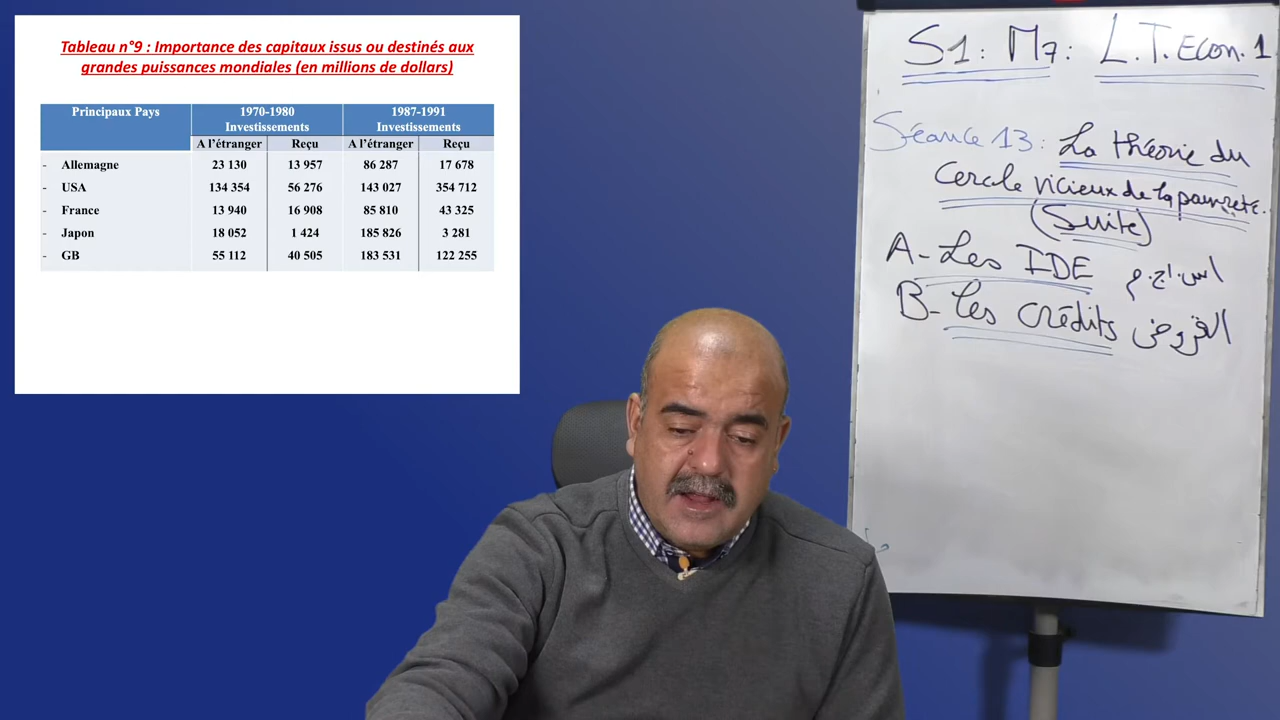 Tableau n°9 : Importance des capitaux issus ou destinés aux
grandes puissances mondiales (en millions de dollars)
Principaux Pays 1970-1980 1987-1991
Investissements Investissements
A l’étranger Reçu A l’étranger Reçu
- Allemagne 23 130 13 957 86 287 17 678
- USA 134 354 56 276 143 027 354 712
- France 13 940 16 908 85 810 43 325
- Japon 18 052 1 424 185 826 3 281
- GB 55 112 40 505 183 531 122 255
S1: M7: L.T.Econ.1
Séance 13: La théorie du
Cercle vicieux de la pauvreté.
(Suite)
A- Les IDE اس.اج.م
B- Les crédits القروض